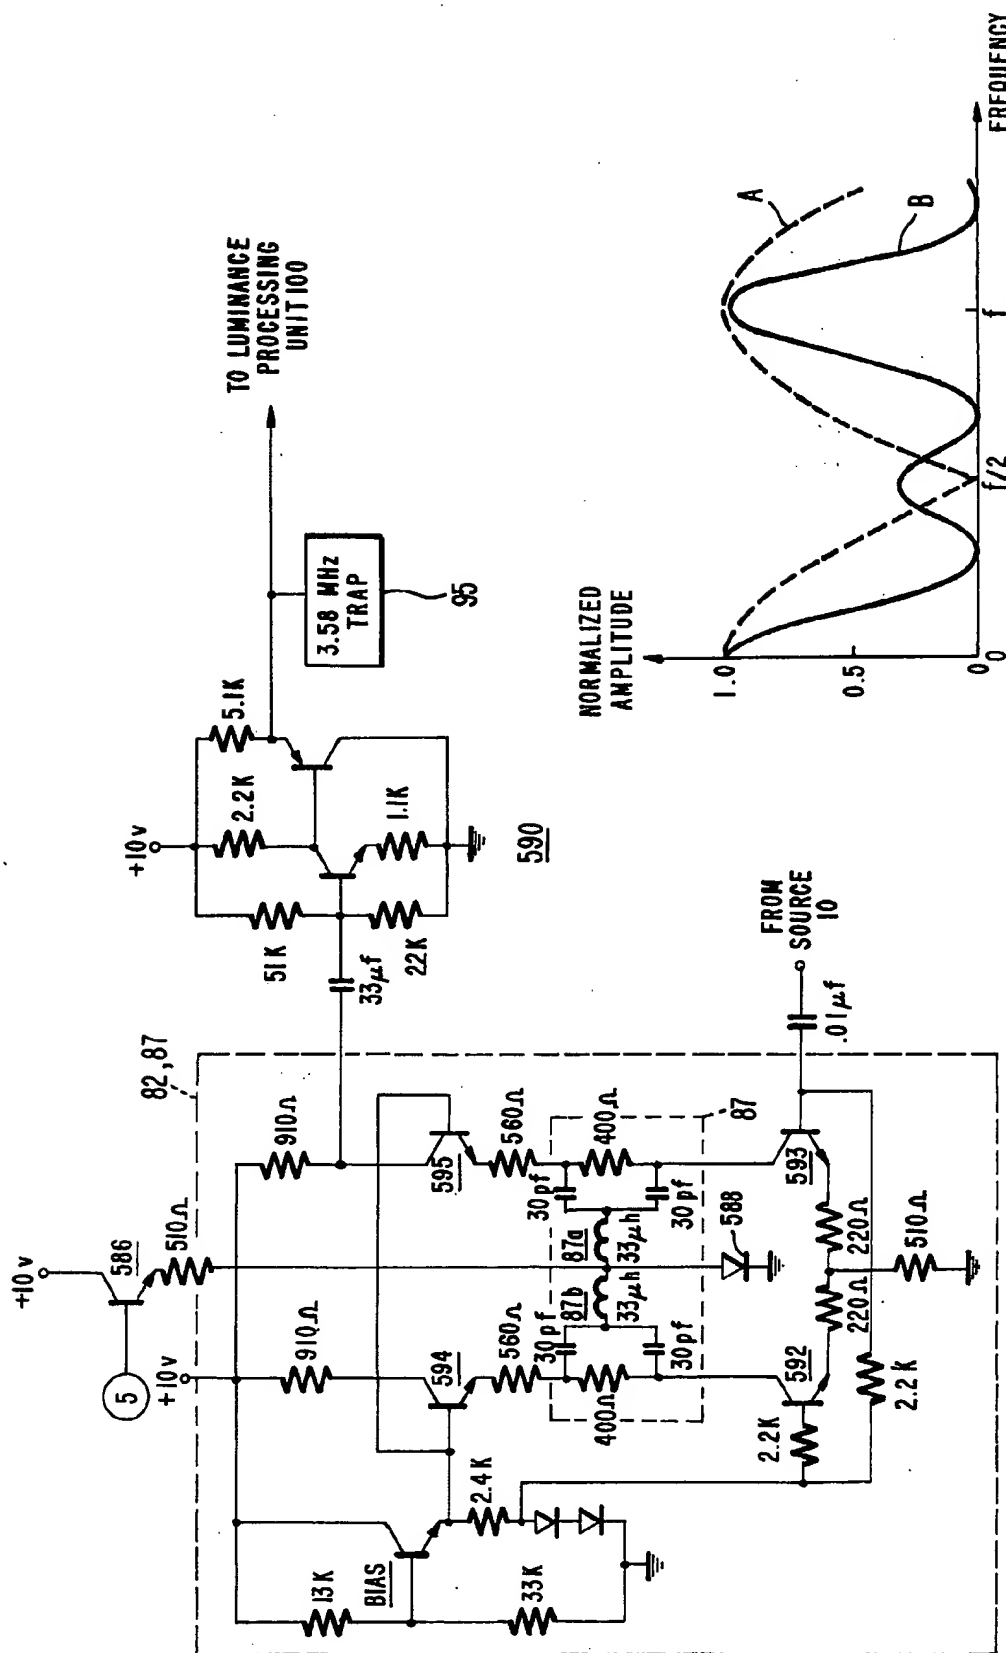 +10v
586
5
510Ω
82,87
+10v
910Ω
910Ω
13K
BIAS
33K
2.4K
594
595
560Ω
560Ω
30pf
30pf
400Ω
400Ω
87b
87a
33μh
33μh
30pf
30pf
87
588
592
593
2.2K
2.2K
220Ω
220Ω
510Ω
.01μf
FROM
SOURCE
10
33μf
+10v
51K
22K
2.2K
1.1K
5.1K
590
3.58 MHz
TRAP
95
TO LUMINANCE
PROCESSING
UNIT 100
NORMALIZED
AMPLITUDE
1.0
0.5
0
0
f/2
f
FREQUENCY
A
B